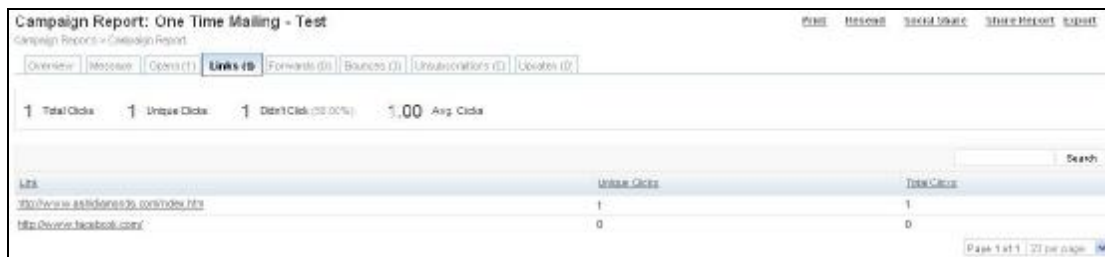 Campaign Report: One Time Mailing - Test
Print Resend Social Share Share Report Export
Campaign Reports > Campaign Report
Overview Message Opens (1) Links (1) Forwards (0) Bounces (0) Unsubscriptions (0) Updates (0)
1 Total Clicks 1 Unique Clicks 1 Didn't Click (50.00%) 1.00 Avg. Clicks
Search
Link Unique Clicks Total Clicks
1 1
http://www.facebook.com/ 0 0
Page 1 of 1 per page